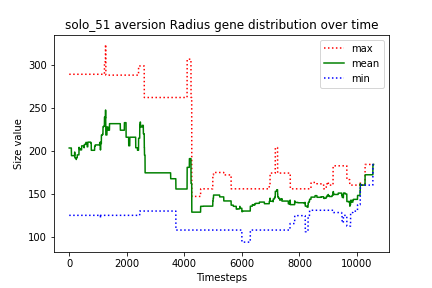 solo_51 aversion Radius gene distribution over time
max
mean
min
Size value
300
250
200
150
100
0
2000
4000
6000
8000
10000
Timesteps